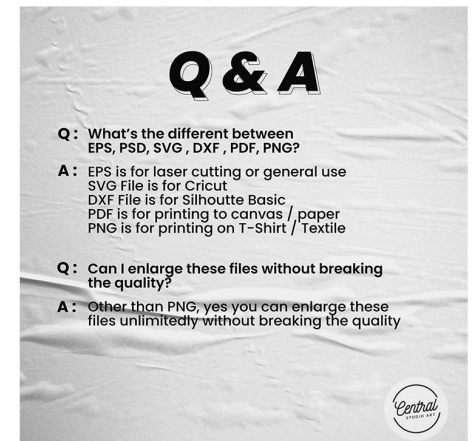 Q & A
Q : What's the different between
EPS, PSD, SVG , DXF , PDF, PNG?
A : EPS is for laser cutting or general use
SVG File is for Cricut
DXF File is for Silhoutte Basic
PDF is for printing to canvas / paper
PNG is for printing on T-Shirt / Textile
Q : Can I enlarge these files without breaking
the quality?
A : Other than PNG, yes you can enlarge these
files unlimitedly without breaking the quality
Central
STUDIO ART